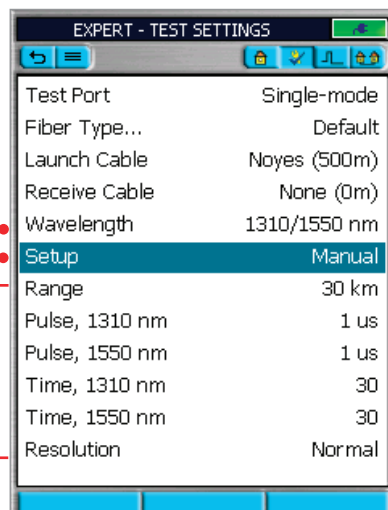 EXPERT - TEST SETTINGS
Test Port Single-mode
Fiber Type... Default
Launch Cable Noyes (500m)
Receive Cable None (0m)
Wavelength 1310/1550 nm
Setup Manual
Range 30 km
Pulse, 1310 nm 1 us
Pulse, 1550 nm 1 us
Time, 1310 nm 30
Time, 1550 nm 30
Resolution Normal